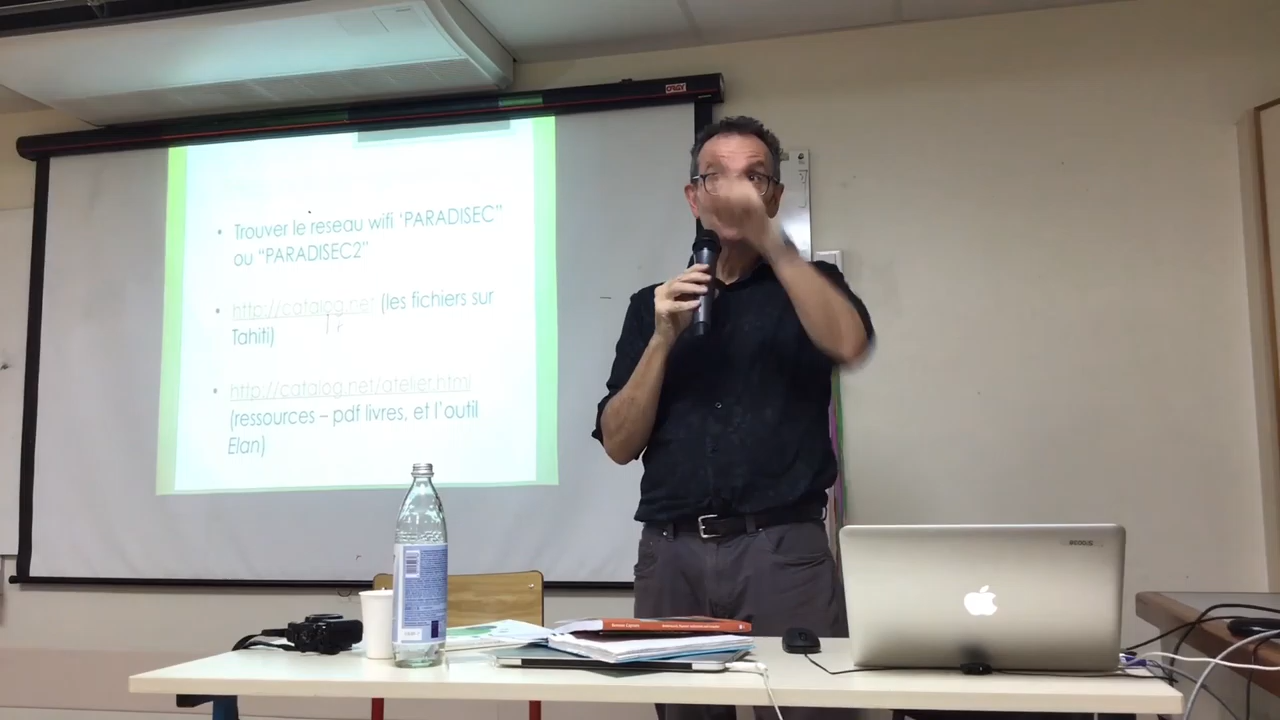 Trouver le reseau wifi ‘PARADISEC”
ou “PARADISEC2”
http://catalog.net (les fichiers sur
Tahiti)
http://catalog.net/atelier.html
(ressources – pdf livres, et l’outil
Elan)